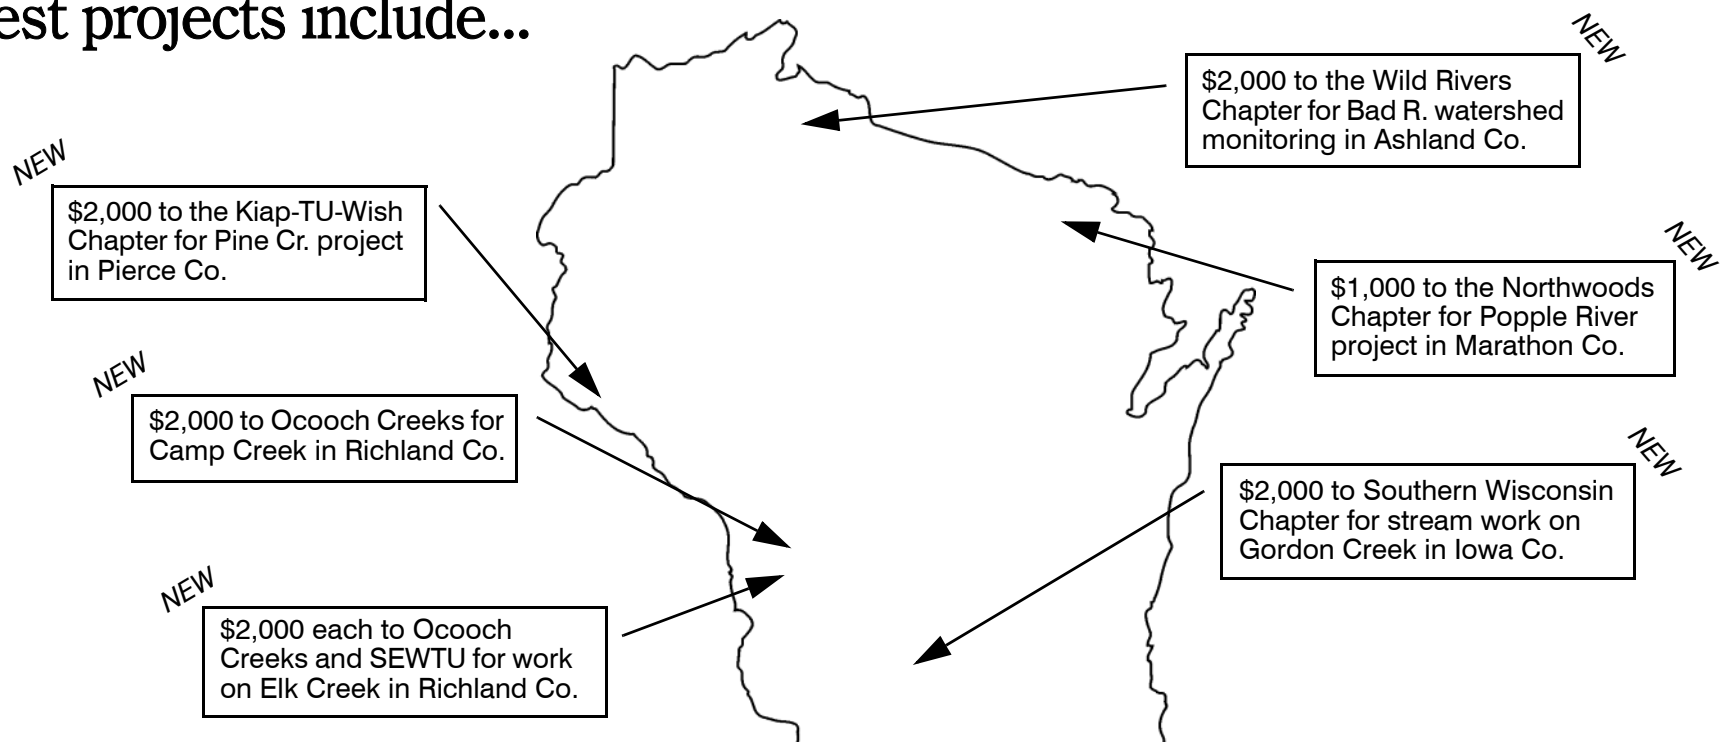 est projects include...
NEW
$2,000 to the Wild Rivers
Chapter for Bad R. watershed
monitoring in Ashland Co.
NEW
$2,000 to the Kiap-TU-Wish
Chapter for Pine Cr. project
in Pierce Co.
NEW
$1,000 to the Northwoods
Chapter for Popple River
project in Marathon Co.
NEW
$2,000 to Ocooch Creeks for
Camp Creek in Richland Co.
NEW
$2,000 to Southern Wisconsin
Chapter for stream work on
Gordon Creek in Iowa Co.
NEW
$2,000 each to Ocooch
Creeks and SEWTU for work
on Elk Creek in Richland Co.